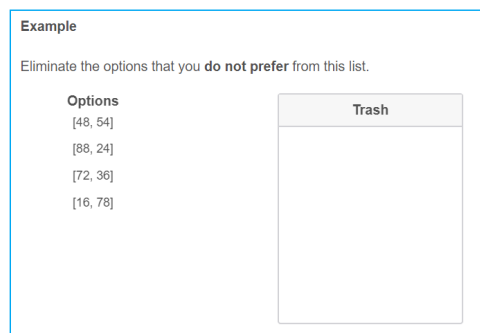 Example
Eliminate the options that you do not prefer from this list.
Options
Trash
[48, 54]
[88, 24]
[72, 36]
[16, 78]